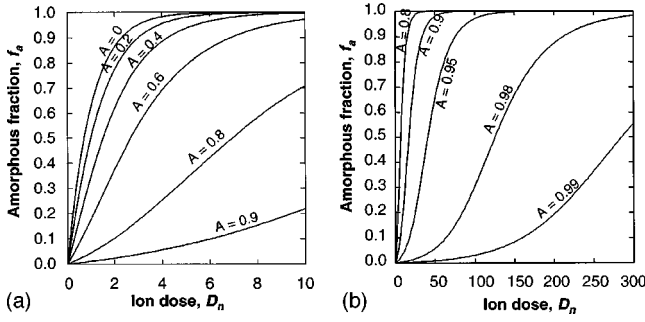 Amorphous fraction, fa
1.0
0.9
0.8
0.7
0.6
0.5
0.4
0.3
0.2
0.1
0.0
A = 0
A = 0.2
A = 0.4
A = 0.6
A = 0.8
A = 0.9
0 2 4 6 8 10
Ion dose, Dn
(a)
Amorphous fraction, fa
1.0
0.9
0.8
0.7
0.6
0.5
0.4
0.3
0.2
0.1
0.0
A = 0.8
A = 0.9
A = 0.95
A = 0.98
A = 0.99
0 50 100 150 200 250 300
Ion dose, Dn
(b)